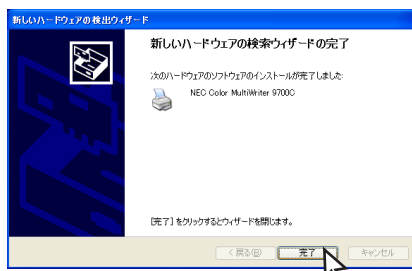 新しいハードウェアの検出ウィザード
新しいハードウェアの検索ウィザードの完了
次のハードウェアのソフトウェアのインストールが完了しました:
NEC Color MultiWriter 9700C
[完了] をクリックするとウィザードを閉じます。
< 戻る(B)
完了
キャンセル